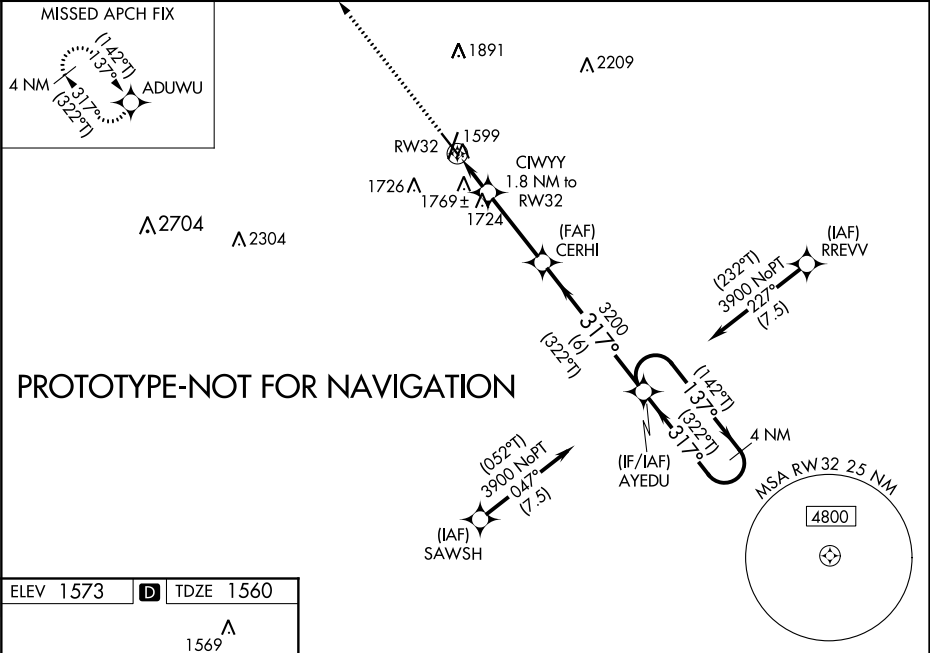 MISSED APCH FIX
(142°T)
137°
4 NM
ADUWU
317°
(322°T)
1891
2209
RW32
1599
CIWYY
1.8 NM to
RW32
1726
1769±
1724
2704
2304
(FAF)
CERHI
(IAF)
RREVV
(232°T)
3900 NoPT
227°
(7.5)
3200
317°
(6)
(322°T)
PROTOTYPE-NOT FOR NAVIGATION
(142°T)
137°
(322°T)
317°
4 NM
(IF/IAF)
AYEDU
(052°T)
3900 NoPT
047°
(7.5)
(IAF)
SAWSH
MSA RW32 25 NM
4800
ELEV 1573 D TDZE 1560
1569